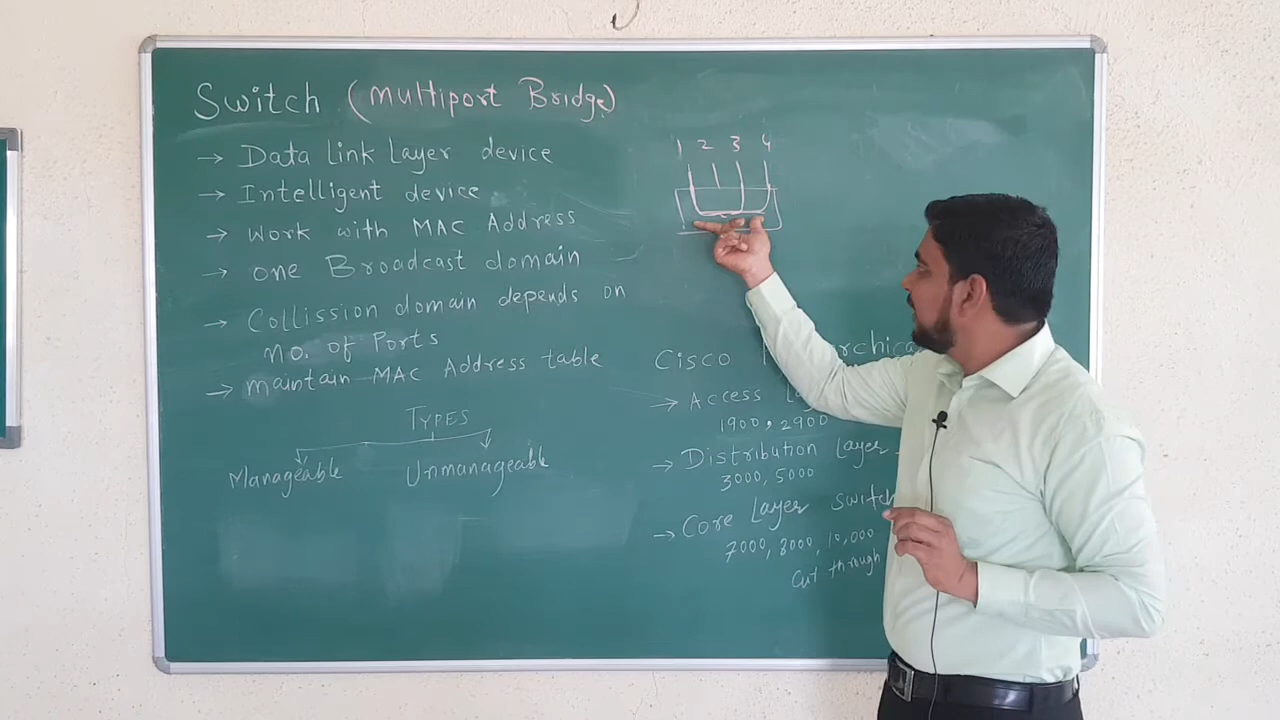 Switch (multiport Bridge)
→ Data Link Layer device
→ Intelligent device
→ Work with MAC Address
→ one Broadcast domain
→ Collission domain depends on
no. of Ports
→ maintain MAC Address table
TYPES
Manageable Unmanageable
1 2 3 4
Cisco
→ Access
1900, 2900
→ Distribution Layer
3000, 5000
→ Core Layer switch
7000, 8000, 10,000
Cut through